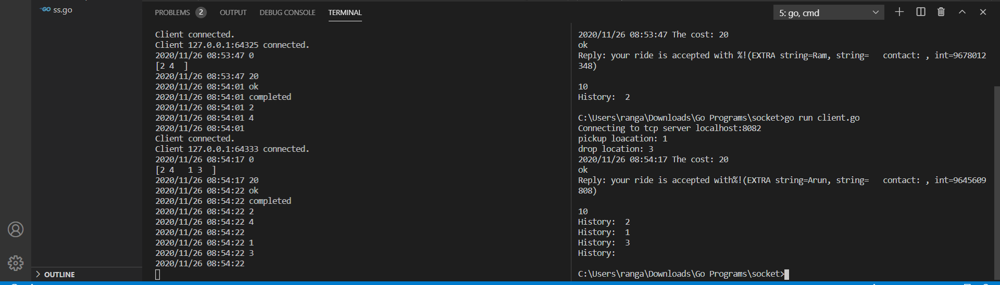 GO ss.go
PROBLEMS 2 OUTPUT DEBUG CONSOLE TERMINAL
5: go, cmd
Client connected.
Client 127.0.0.1:64325 connected.
2020/11/26 08:53:47 0
[2 4  ]
2020/11/26 08:53:47 20
2020/11/26 08:54:01 ok
2020/11/26 08:54:01 completed
2020/11/26 08:54:01 2
2020/11/26 08:54:01 4
2020/11/26 08:54:01
Client connected.
Client 127.0.0.1:64333 connected.
2020/11/26 08:54:17 0
[2 4   1 3  ]
2020/11/26 08:54:17 20
2020/11/26 08:54:22 ok
2020/11/26 08:54:22 completed
2020/11/26 08:54:22 2
2020/11/26 08:54:22 4
2020/11/26 08:54:22
2020/11/26 08:54:22 1
2020/11/26 08:54:22 3
2020/11/26 08:54:22
2020/11/26 08:53:47 The cost: 20
ok
Reply: your ride is accepted with %!(EXTRA string=Ram, string=   contact: , int=9678012
348)
10
History:  2
C:\Users\ranga\Downloads\Go Programs\socket>go run client.go
Connecting to tcp server localhost:8082
pickup loacation: 1
drop location: 3
2020/11/26 08:54:17 The cost: 20
ok
Reply: your ride is accepted with%!(EXTRA string=Arun, string=   contact: , int=9645609
808)
10
History:  2
History:  1
History:  3
History:
C:\Users\ranga\Downloads\Go Programs\socket>
OUTLINE